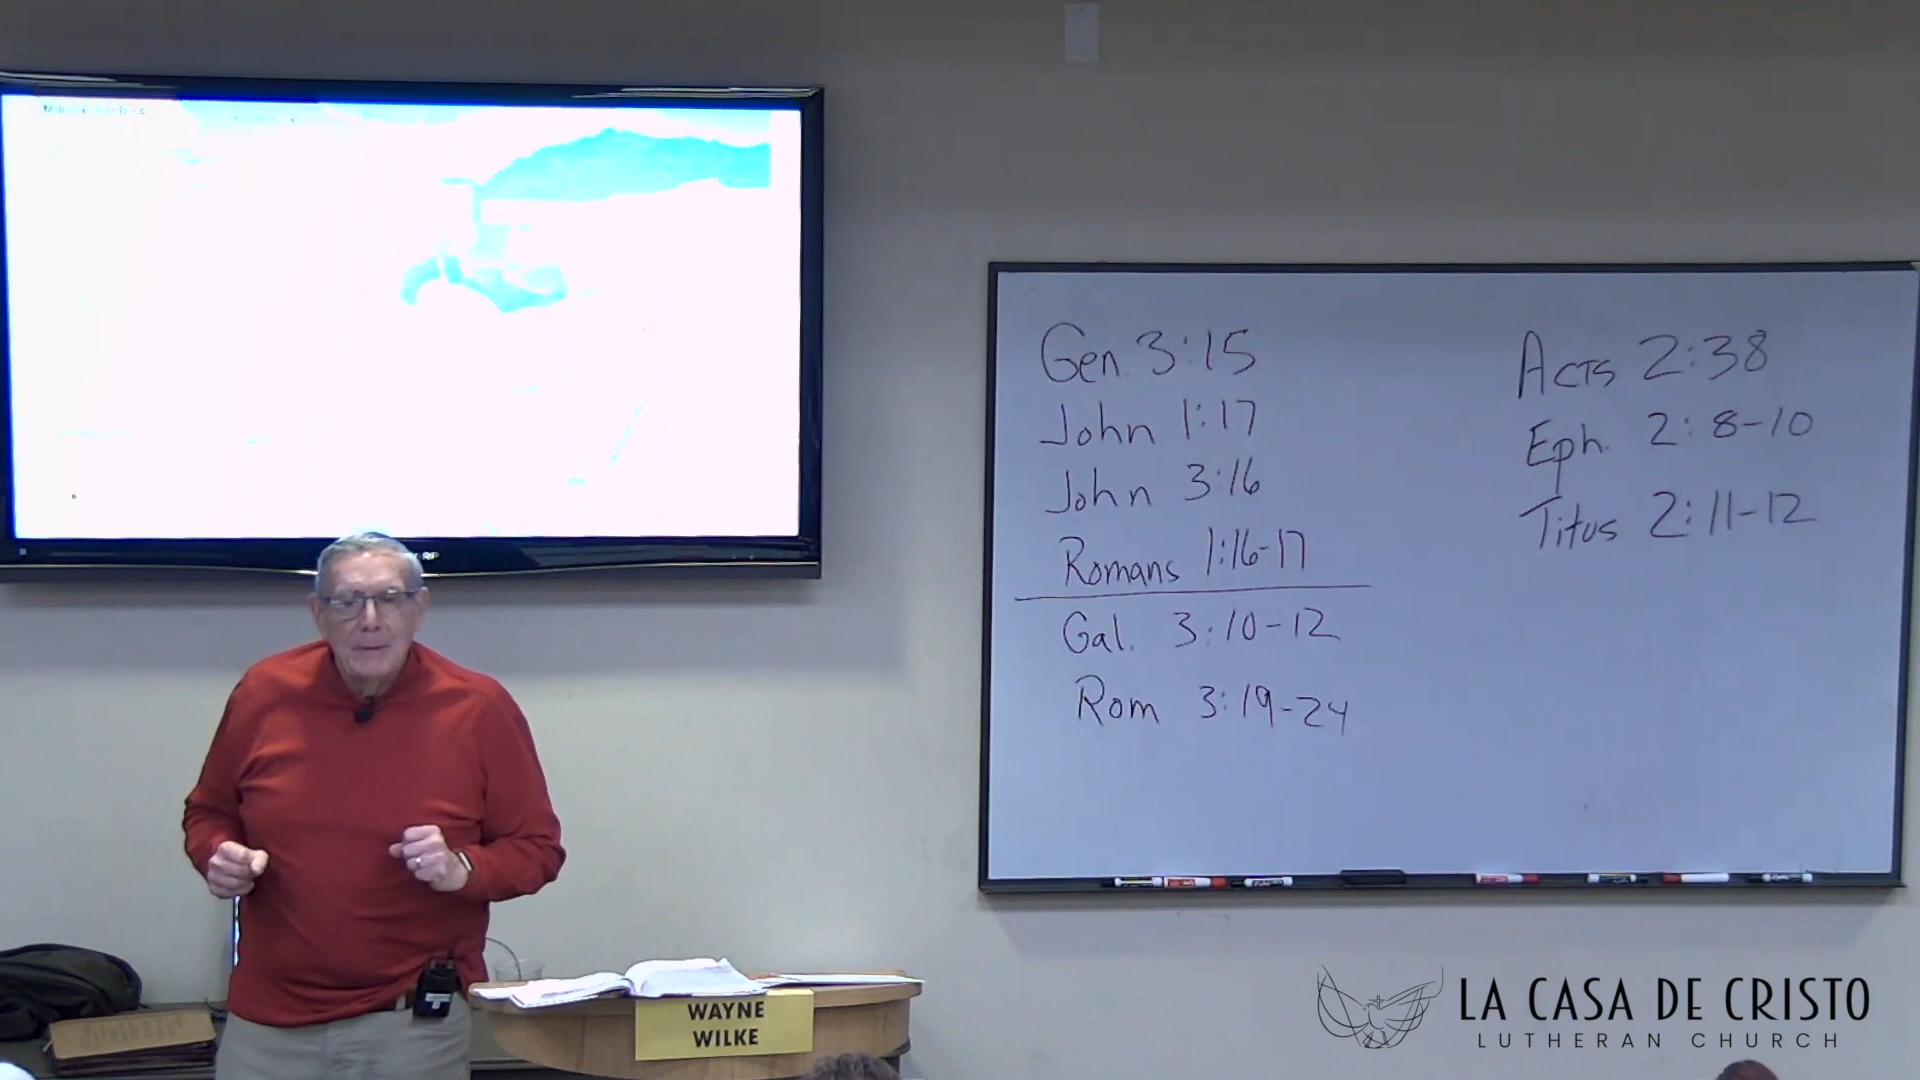 Gen. 3:15
John 1:17
John 3:16
Romans 1:16-17
Gal. 3:10-12
Rom 3:19-24
Acts 2:38
Eph. 2:8-10
Titus 2:11-12
WAYNE
WILKE
LA CASA DE CRISTO
LUTHERAN CHURCH